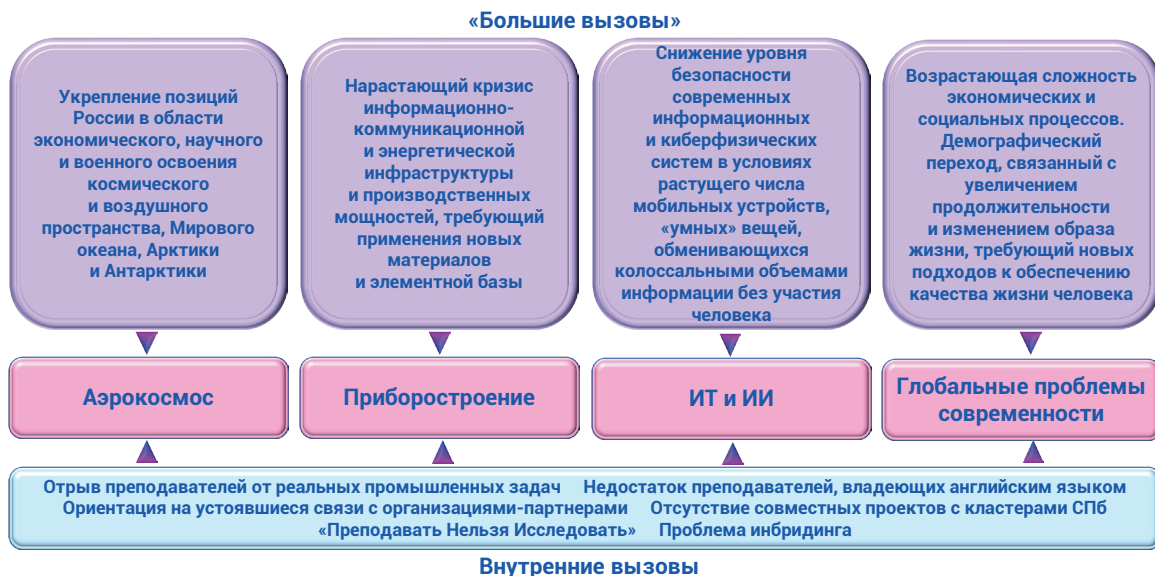 «Большие вызовы»
Укрепление позиций
России в области
экономического, научного
и военного освоения
космического
и воздушного
пространства, Мирового
океана, Арктики
и Антарктики
Нарастающий кризис
информационно-
коммуникационной
и энергетической
инфраструктуры
и производственных
мощностей, требующий
применения новых
материалов
и элементной базы
Снижение уровня
безопасности
современных
информационных
и киберфизических
систем в условиях
растущего числа
мобильных устройств,
«умных» вещей,
обменивающихся
колоссальными объемами
информации без участия
человека
Возрастающая сложность
экономических и
социальных процессов.
Демографический
переход, связанный с
увеличением
продолжительности
и изменением образа
жизни, требующий новых
подходов к обеспечению
качества жизни человека
Аэрокосмос
Приборостроение
ИТ и ИИ
Глобальные проблемы
современности
Отрыв преподавателей от реальных промышленных задач Недостаток преподавателей, владеющих английским языком
Ориентация на устоявшиеся связи с организациями-партнерами Отсутствие совместных проектов с кластерами СПб
«Преподавать Нельзя Исследовать» Проблема инбридинга
Внутренние вызовы